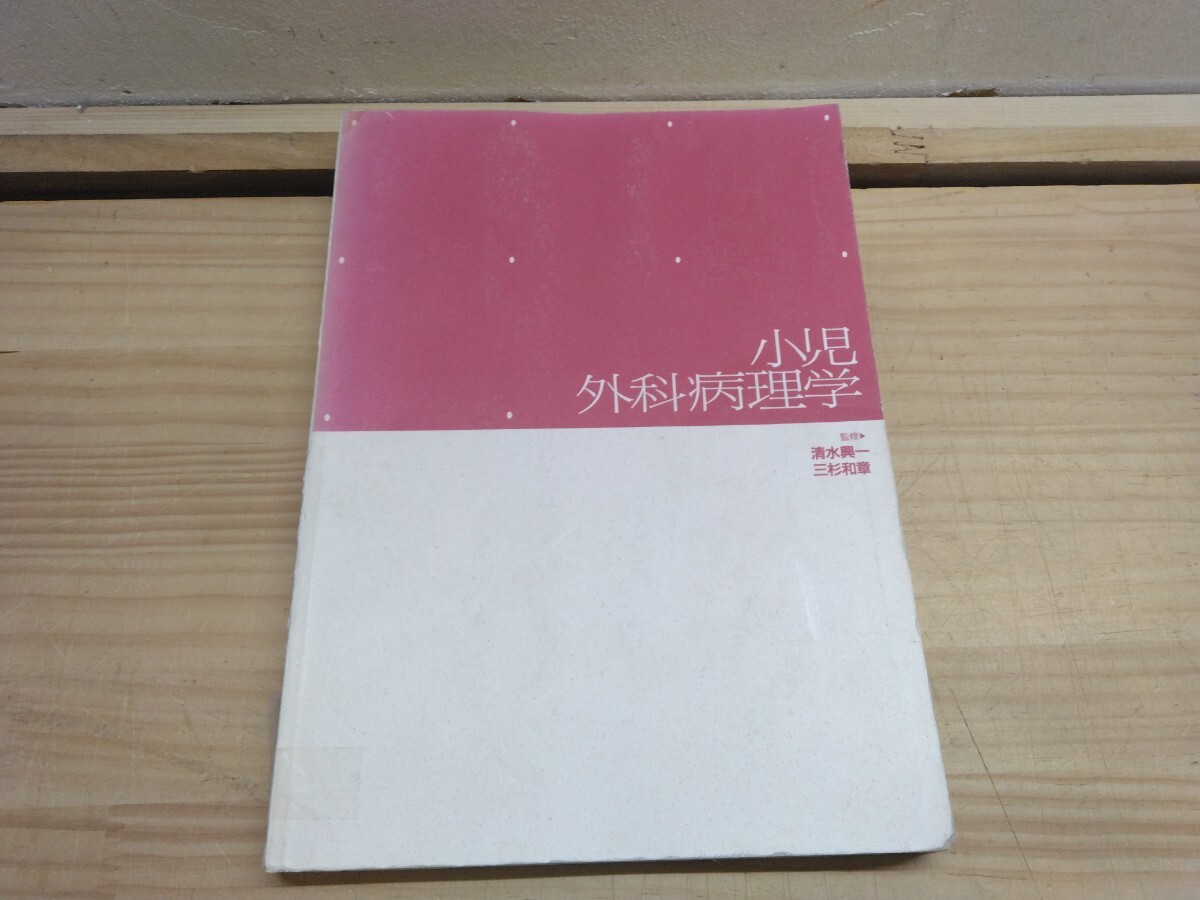 小児
外科病理学
監修▶
清水興一
三杉和章